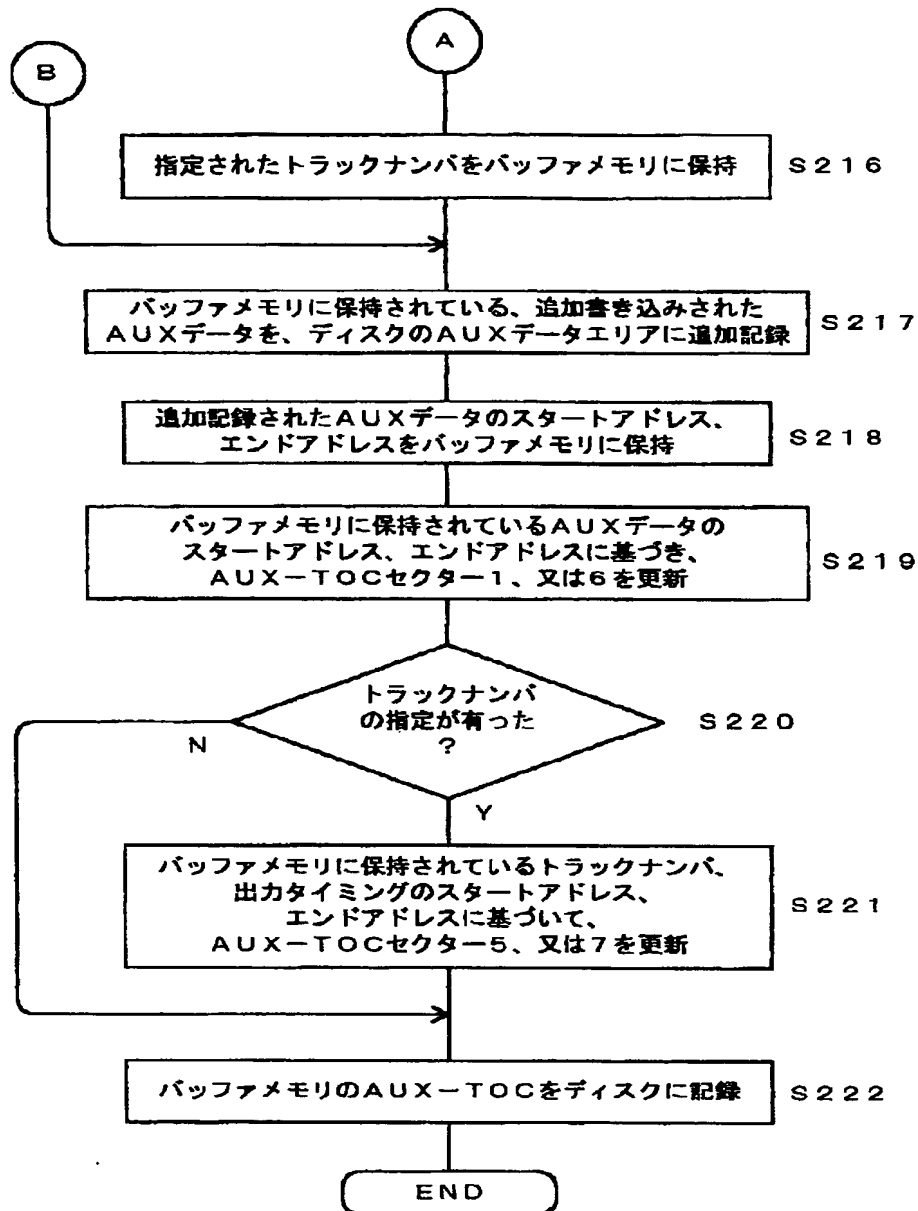 A
B
指定されたトラックナンバをバッファメモリに保持
S216
バッファメモリに保持されている、追加書き込みされた
AUXデータを、ディスクのAUXデータエリアに追加記録
S217
追加記録されたAUXデータのスタートアドレス、
エンドアドレスをバッファメモリに保持
S218
バッファメモリに保持されているAUXデータの
スタートアドレス、エンドアドレスに基づき、
AUX-TOCセクター1、又は6を更新
S219
トラックナンバ
の指定が有った
?
S220
N
Y
バッファメモリに保持されているトラックナンバ、
出力タイミングのスタートアドレス、
エンドアドレスに基づいて、
AUX-TOCセクター5、又は7を更新
S221
バッファメモリのAUX-TOCをディスクに記録
S222
END